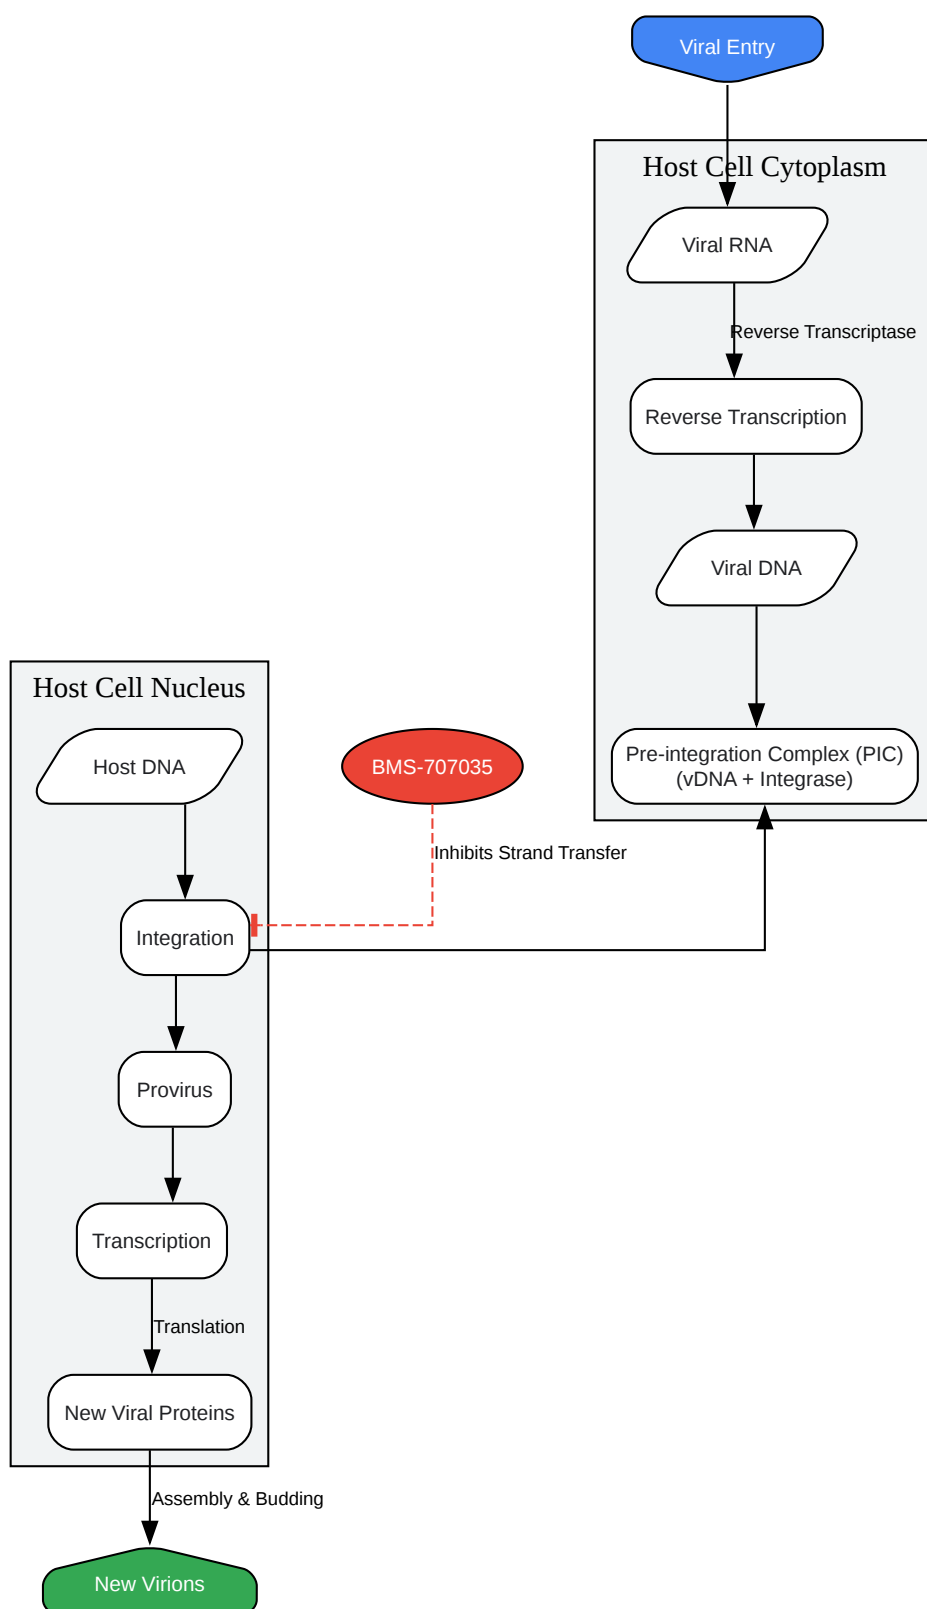 Viral Entry
Host Cell Cytoplasm
Viral RNA
Reverse Transcriptase
Reverse Transcription
Viral DNA
Pre-integration Complex (PIC)
(vDNA + Integrase)
Host Cell Nucleus
Host DNA
BMS-707035
Inhibits Strand Transfer
Integration
Provirus
Transcription
Translation
New Viral Proteins
Assembly & Budding
New Virions